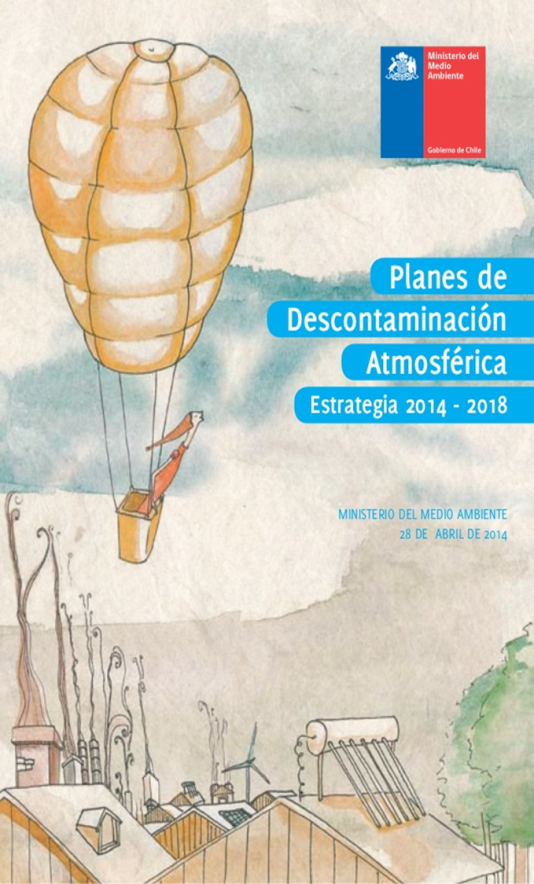 Ministerio del
Medio
Ambiente
Gobierno de Chile
Planes de
Descontaminación
Atmosférica
Estrategia 2014 - 2018
MINISTERIO DEL MEDIO AMBIENTE
28 DE ABRIL DE 2014